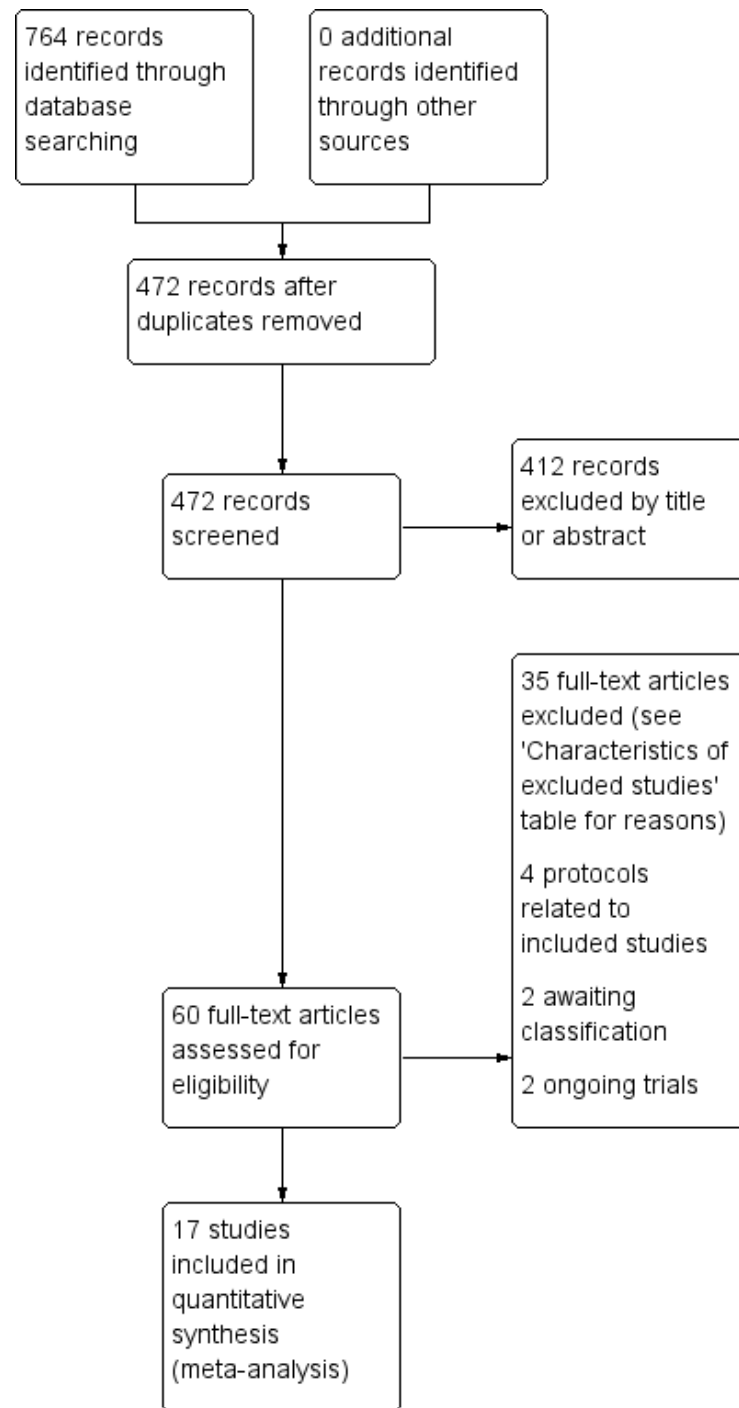 764 records
identified through
database
searching
0 additional
records identified
through other
sources
472 records after
duplicates removed
472 records
screened
412 records
excluded by title
or abstract
35 full-text articles
excluded (see
'Characteristics of
excluded studies'
table for reasons)
4 protocols
related to
included studies
2 awaiting
classification
2 ongoing trials
60 full-text articles
assessed for
eligibility
17 studies
included in
quantitative
synthesis
(meta-analysis)